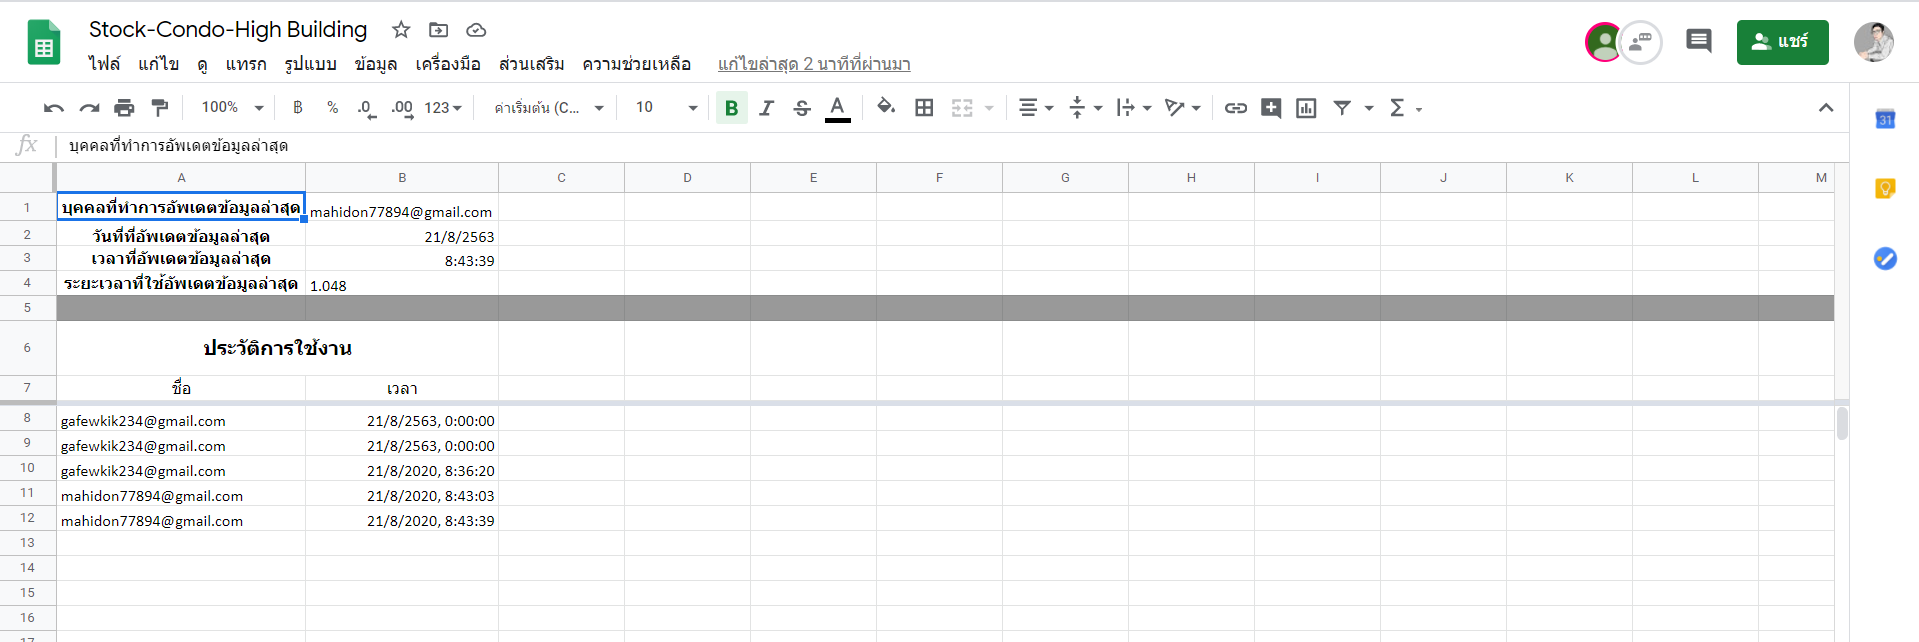 Stock-Condo-High Building
ไฟล์ แก้ไข ดู แทรก รูปแบบ ข้อมูล เครื่องมือ ส่วนเสริม ความช่วยเหลือ แก้ไขล่าสุด 2 นาทีที่ผ่านมา
แชร์
100% ฿ % .0 .00 123 ค่าเริ่มต้น (C... 10 B I S A Σ
31
fx บุคคลที่ทำการอัพเดตข้อมูลล่าสุด
A B C D E F G H I J K L M
1 บุคคลที่ทำการอัพเดตข้อมูลล่าสุด mahidon77894@gmail.com
2 วันที่ที่อัพเดตข้อมูลล่าสุด 21/8/2563
3 เวลาที่อัพเดตข้อมูลล่าสุด 8:43:39
4 ระยะเวลาที่ใช้อัพเดตข้อมูลล่าสุด 1.048
5
6 ประวัติการใช้งาน
7 ชื่อ เวลา
8 gafewkik234@gmail.com 21/8/2563, 0:00:00
9 gafewkik234@gmail.com 21/8/2563, 0:00:00
10 gafewkik234@gmail.com 21/8/2020, 8:36:20
11 mahidon77894@gmail.com 21/8/2020, 8:43:03
12 mahidon77894@gmail.com 21/8/2020, 8:43:39
13
14
15
16
17